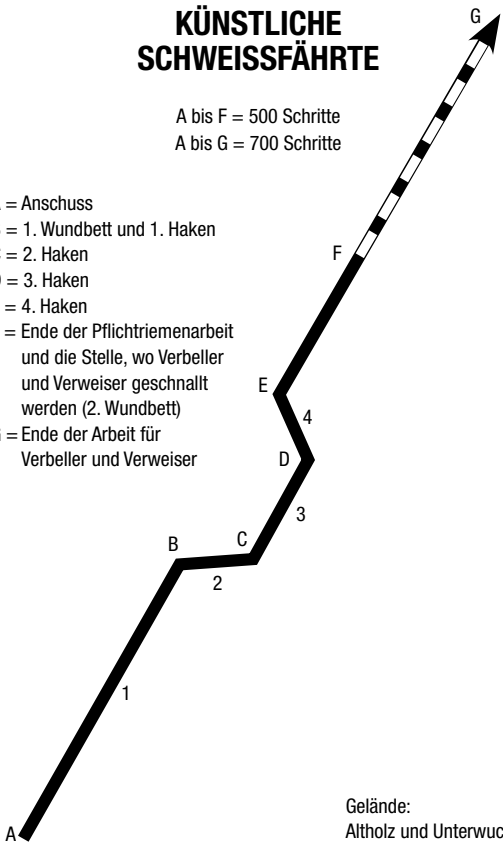 KÜNSTLICHE
SCHWEISSFÄHRTE
G
A bis F = 500 Schritte
A bis G = 700 Schritte
= Anschuss
= 1. Wundbett und 1. Haken
= 2. Haken
= 3. Haken
= 4. Haken
= Ende der Pflichtriemenarbeit
und die Stelle, wo Verbeller
und Verweiser geschnallt
werden (2. Wundbett)
= Ende der Arbeit für
Verbeller und Verweiser
F
E
4
D
3
C
B
2
1
A
Gelände:
Altholz und